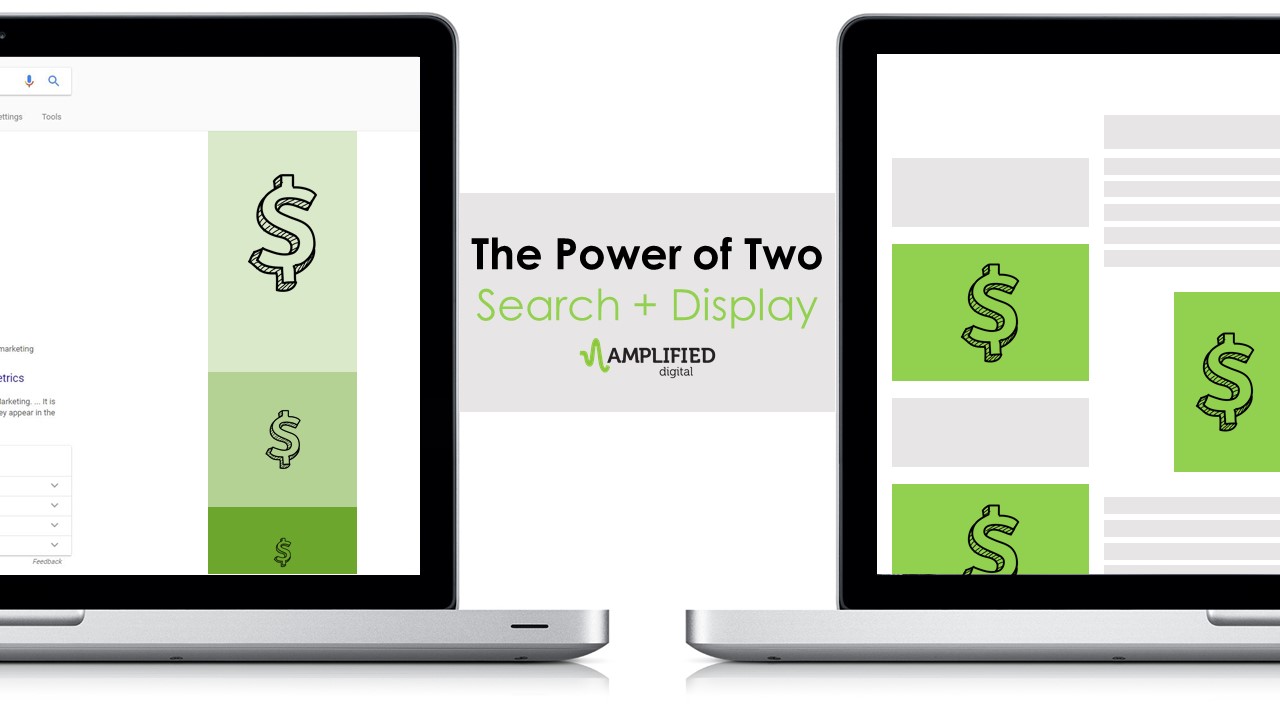 Tools
marketing
etrics
arketing. ... It is
ey appear in the
Feedback
The Power of Two
Search + Display
AMPLIFIED
digital